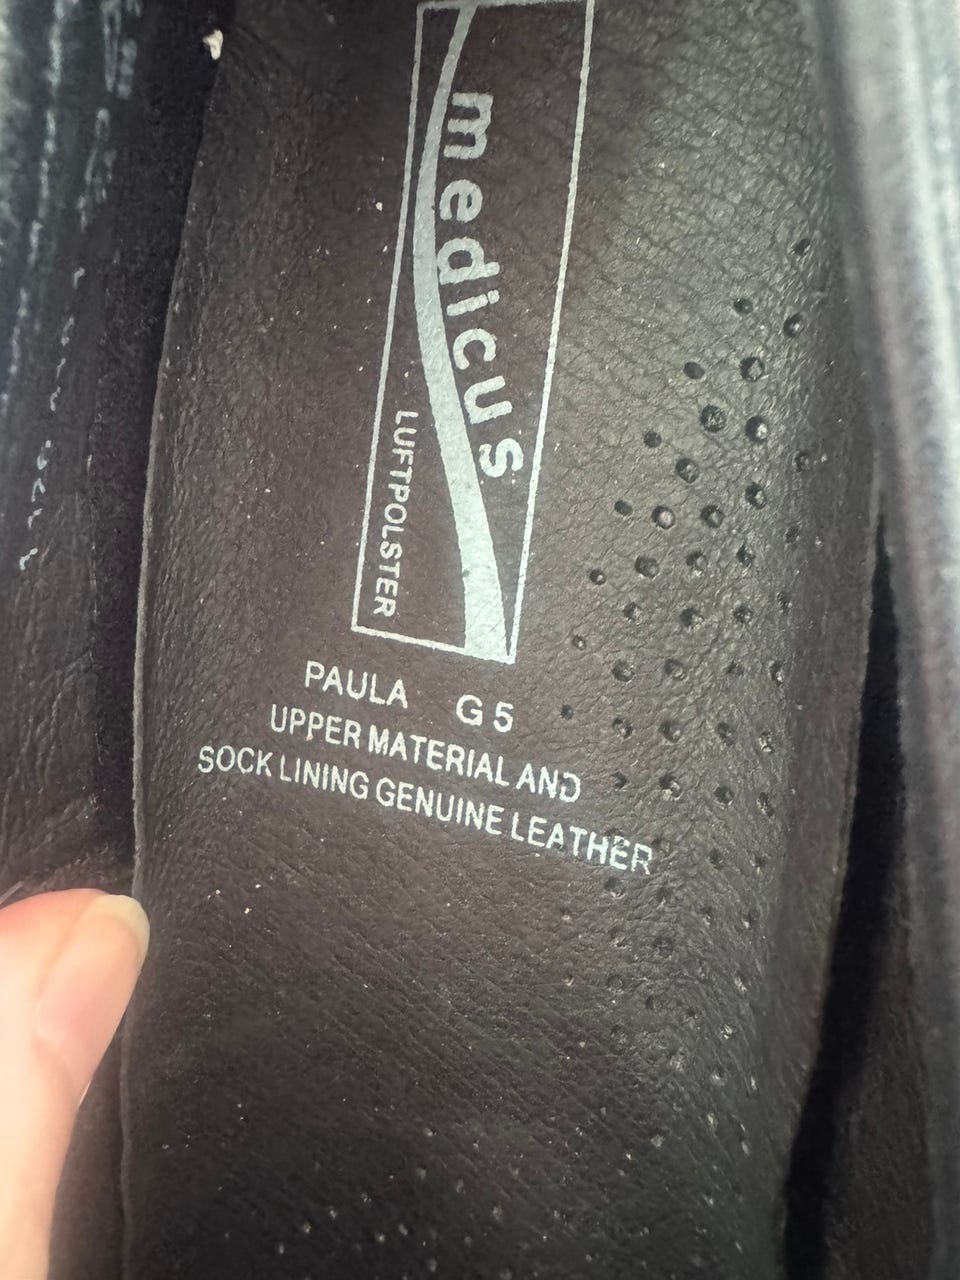 medicus
LUFTPOLSTER
PAULA G 5
UPPER MATERIAL AND
SOCK LINING GENUINE LEATHER